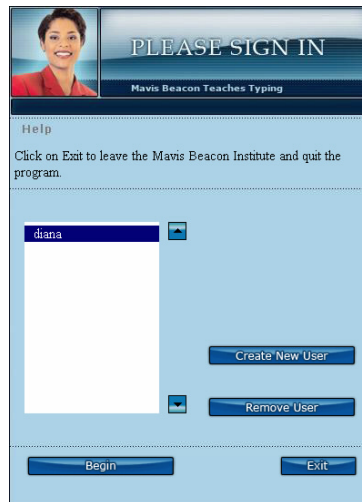 PLEASE SIGN IN
Mavis Beacon Teaches Typing
Help
Click on Exit to leave the Mavis Beacon Institute and quit the
program.
diana
Create New User
Remove User
Begin
Exit